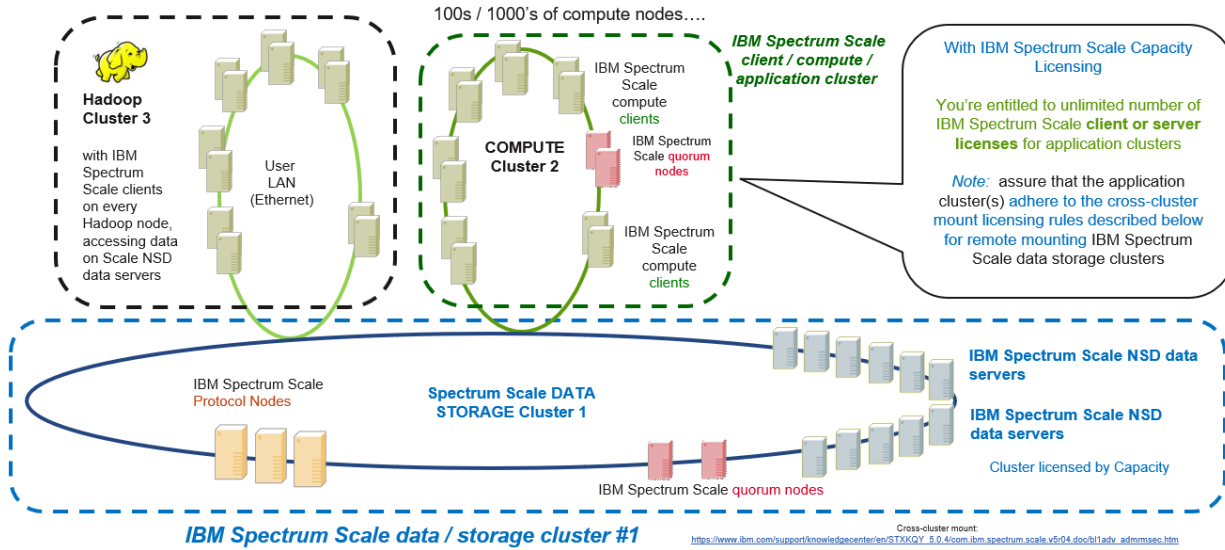 100s / 1000's of compute nodes….
Hadoop
Cluster 3
with IBM
Spectrum
Scale clients
on every
Hadoop node,
accessing data
on Scale NSD
data servers
User
LAN
(Ethernet)
IBM Spectrum
Scale
compute
clients
COMPUTE
Cluster 2
IBM Spectrum
Scale quorum
nodes
IBM Spectrum
Scale
compute
clients
IBM Spectrum Scale
client / compute /
application cluster
With IBM Spectrum Scale Capacity
Licensing
You're entitled to unlimited number of
IBM Spectrum Scale client or server
licenses for application clusters
Note: assure that the application
cluster(s) adhere to the cross-cluster
mount licensing rules described below
for remote mounting IBM Spectrum
Scale data storage clusters
IBM Spectrum Scale
Protocol Nodes
Spectrum Scale DATA
STORAGE Cluster 1
IBM Spectrum Scale NSD data
servers
IBM Spectrum Scale NSD
data servers
Cluster licensed by Capacity
IBM Spectrum Scale quorum nodes
IBM Spectrum Scale data / storage cluster #1
Cross-cluster mount:
https://www.ibm.com/support/knowledgecenter/en/STXKQY_5.0.4/com.ibm.spectrum.scale.v5r04.doc/bl1adv_admrmsec.htm